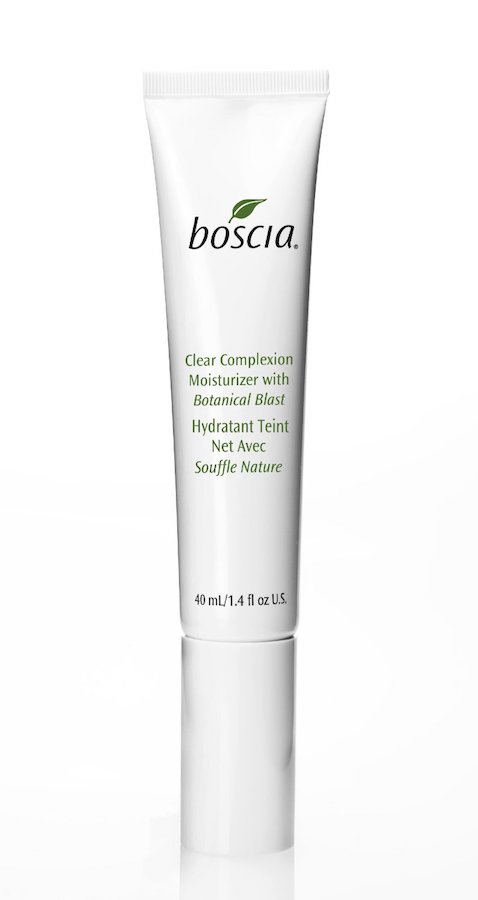 boscia®
Clear Complexion
Moisturizer with
Botanical Blast
Hydratant Teint
Net Avec
Souffle Nature
40 mL/1.4 fl oz U.S.